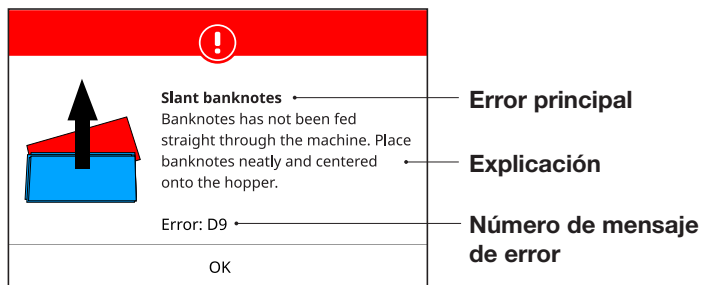 Slant banknotes
Banknotes has not been fed
straight through the machine. Place
banknotes neatly and centered
onto the hopper.
Error: D9
OK
Error principal
Explicación
Número de mensaje
de error